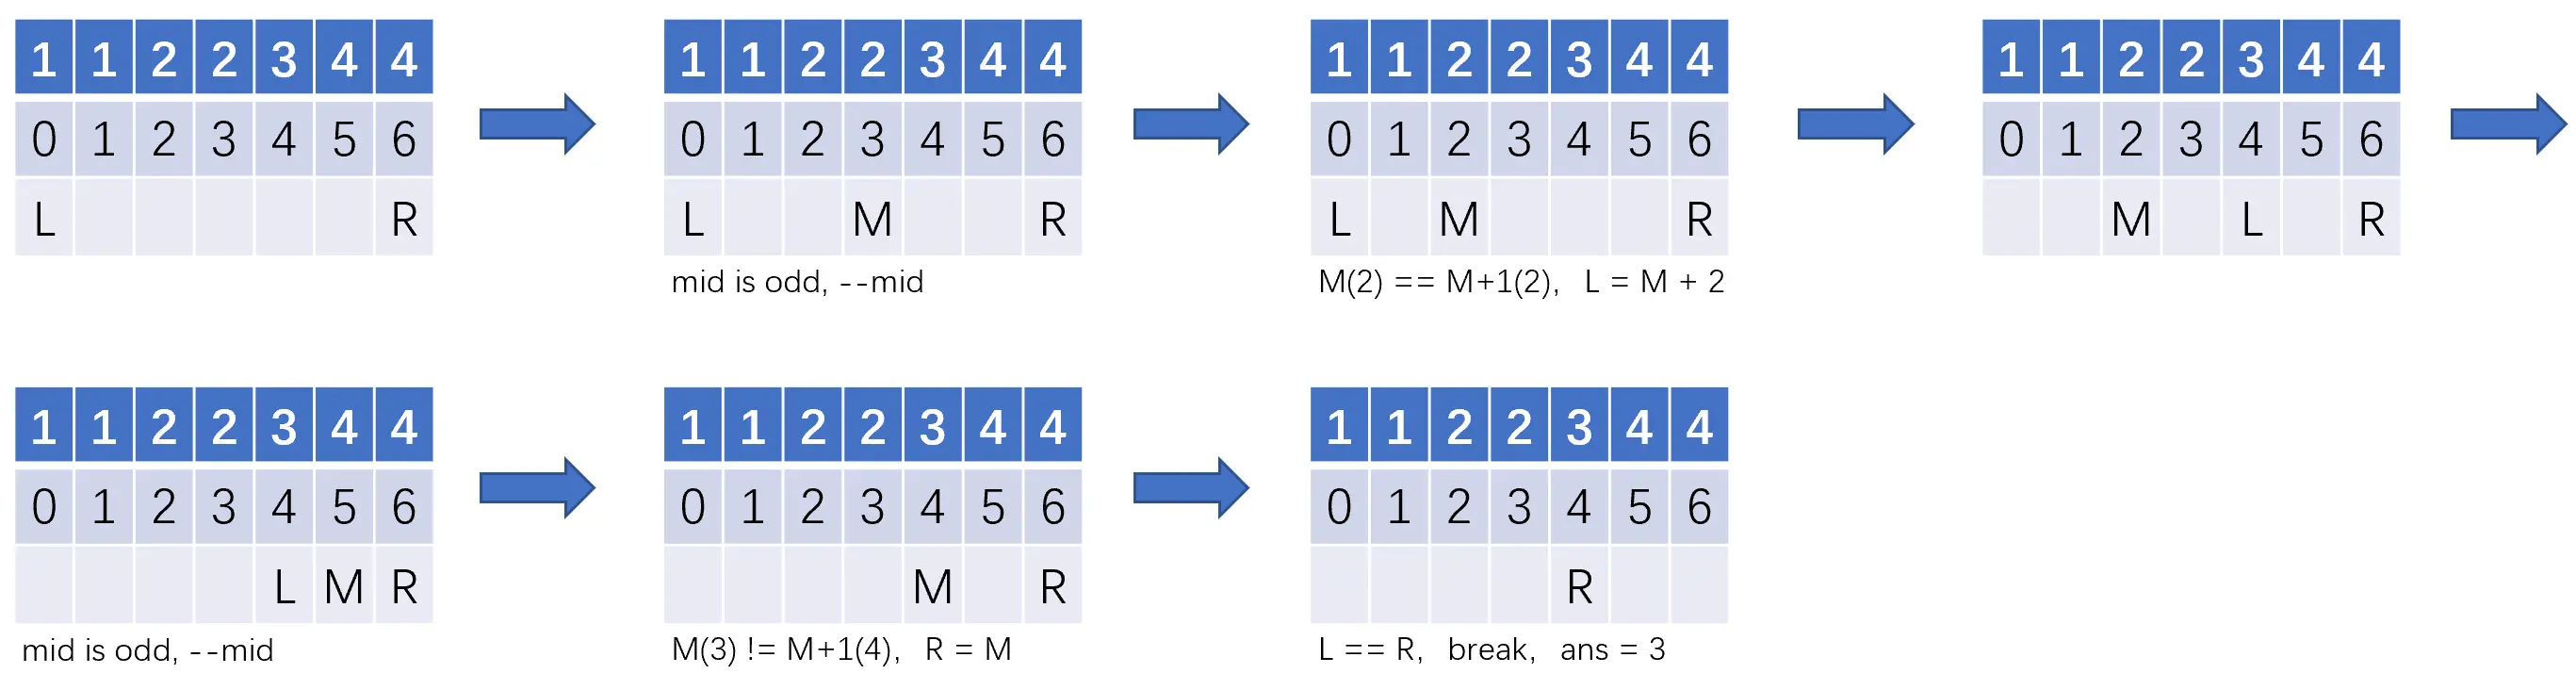 1 1 2 2 3 4 4
0 1 2 3 4 5 6
L R
1 1 2 2 3 4 4
0 1 2 3 4 5 6
L M R
mid is odd, --mid
1 1 2 2 3 4 4
0 1 2 3 4 5 6
L M R
M(2) == M+1(2), L = M + 2
1 1 2 2 3 4 4
0 1 2 3 4 5 6
M L R
1 1 2 2 3 4 4
0 1 2 3 4 5 6
L M R
mid is odd, --mid
1 1 2 2 3 4 4
0 1 2 3 4 5 6
M R
M(3) != M+1(4), R = M
1 1 2 2 3 4 4
0 1 2 3 4 5 6
R
L == R, break, ans = 3